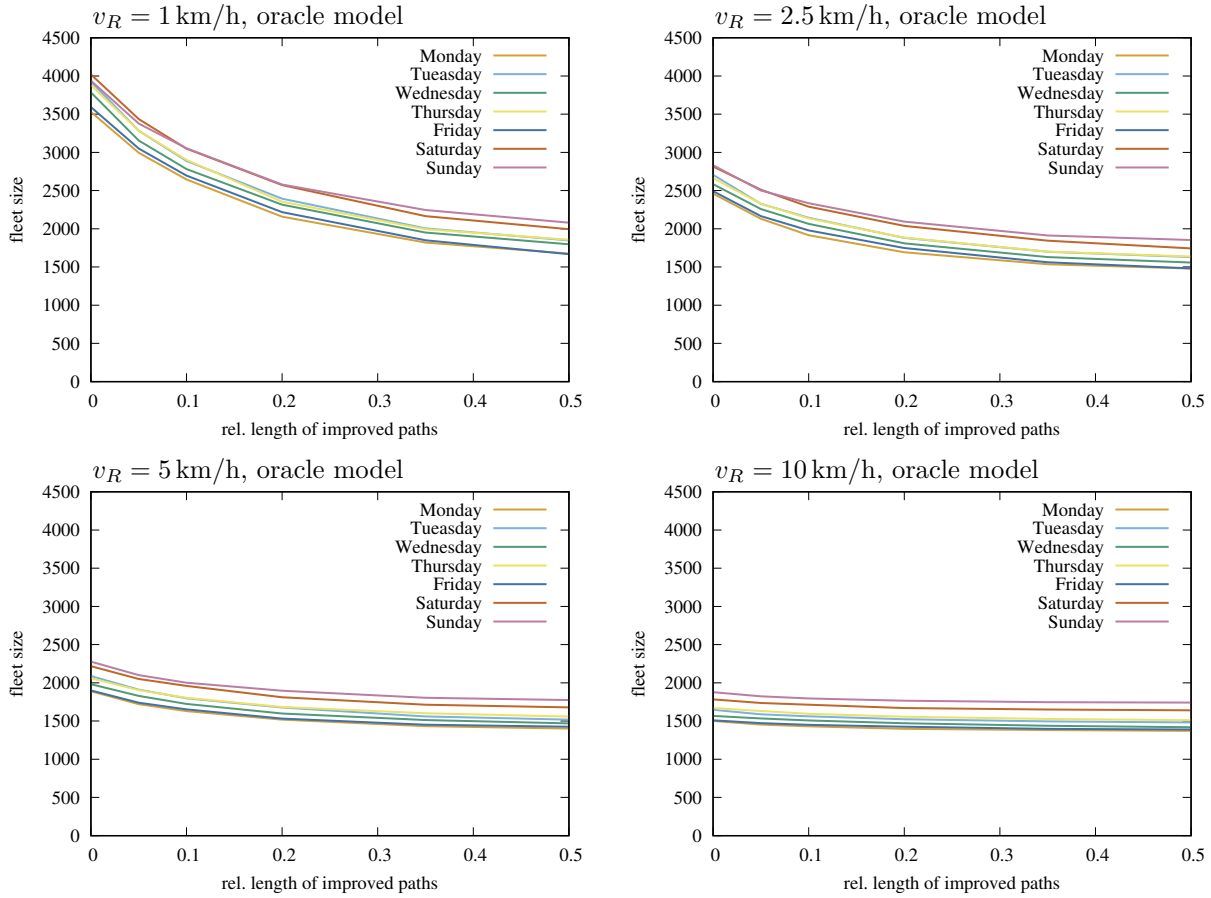 v_R = 1 km/h, oracle model
4500
4000
3500
3000
2500
2000
1500
1000
500
0
fleet size
Monday
Tueasday
Wednesday
Thursday
Friday
Saturday
Sunday
0 0.1 0.2 0.3 0.4 0.5
rel. length of improved paths
v_R = 2.5 km/h, oracle model
4500
4000
3500
3000
2500
2000
1500
1000
500
0
fleet size
Monday
Tueasday
Wednesday
Thursday
Friday
Saturday
Sunday
0 0.1 0.2 0.3 0.4 0.5
rel. length of improved paths
v_R = 5 km/h, oracle model
4500
4000
3500
3000
2500
2000
1500
1000
500
0
fleet size
Monday
Tueasday
Wednesday
Thursday
Friday
Saturday
Sunday
0 0.1 0.2 0.3 0.4 0.5
rel. length of improved paths
v_R = 10 km/h, oracle model
4500
4000
3500
3000
2500
2000
1500
1000
500
0
fleet size
Monday
Tueasday
Wednesday
Thursday
Friday
Saturday
Sunday
0 0.1 0.2 0.3 0.4 0.5
rel. length of improved paths